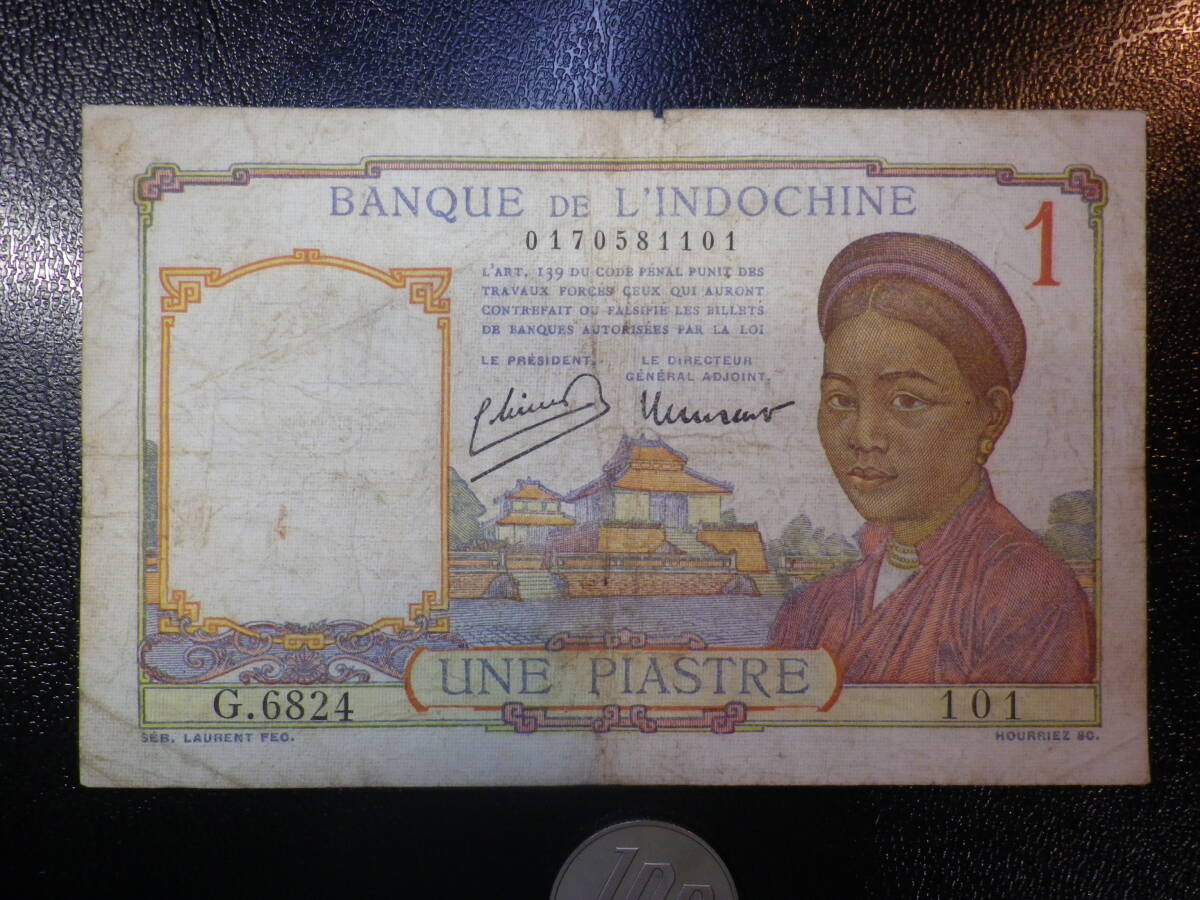 BANQUE DE L'INDOCHINE
1
0170581101
L'ART. 139 DU CODE PÉNAL PUNIT DES
TRAVAUX FORCÉS CEUX QUI AURONT
CONTREFAIT OU FALSIFIÉ LES BILLETS
DE BANQUES AUTORISÉES PAR LA LOI
LE PRÉSIDENT,
LE DIRECTEUR
GÉNÉRAL ADJOINT,
UNE PIASTRE
G.6824
101
SÉB. LAURENT FEC.
HOURRIEZ SC.
100